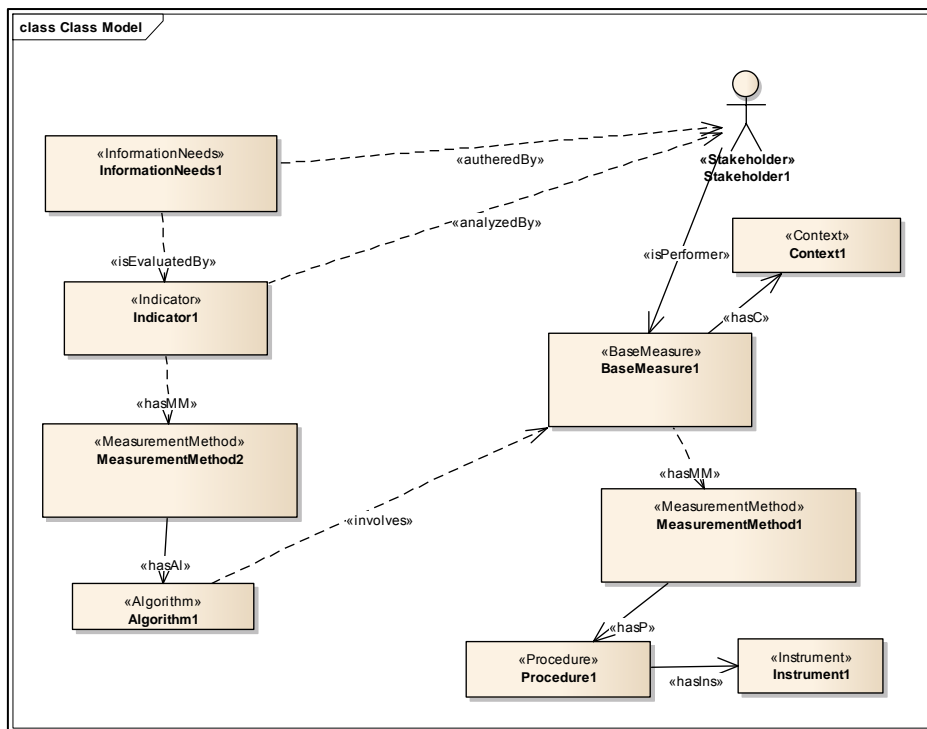 class Class Model
«InformationNeeds»
InformationNeeds1
«autheredBy»
«Stakeholder»
Stakeholder1
«analyzedBy»
«isEvaluatedBy»
«isPerformer»
«Context»
Context1
«Indicator»
Indicator1
«hasC»
«BaseMeasure»
BaseMeasure1
«hasMM»
«MeasurementMethod»
MeasurementMethod2
«hasMM»
«MeasurementMethod»
MeasurementMethod1
«involves»
«hasAl»
«Algorithm»
Algorithm1
«hasP»
«Procedure»
Procedure1
«hasIns»
«Instrument»
Instrument1